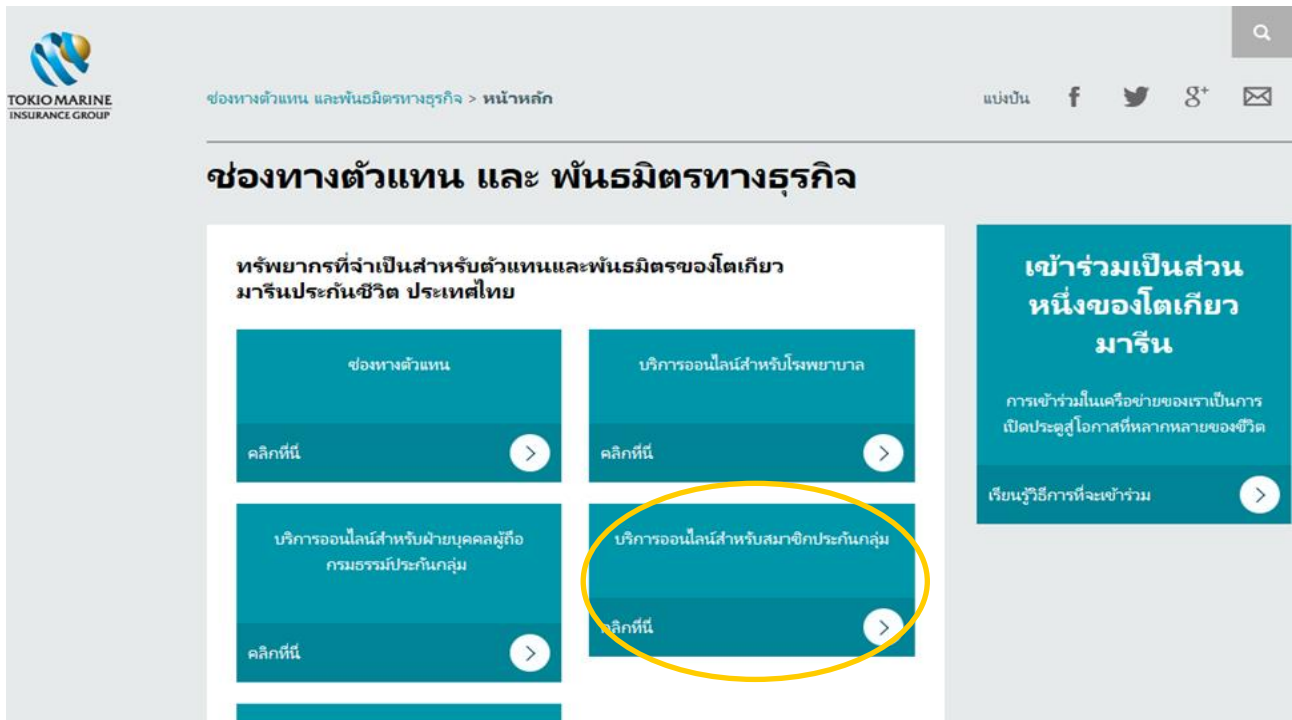 TOKIO MARINE
INSURANCE GROUP
ช่องทางตัวแทน และพันธมิตรทางธุรกิจ > หน้าหลัก
แบ่งปัน
ช่องทางตัวแทน และ พันธมิตรทางธุรกิจ
ทรัพยากรที่จำเป็นสำหรับตัวแทนและพันธมิตรของโตเกียว
มารีนประกันชีวิต ประเทศไทย
ช่องทางตัวแทน
คลิกที่นี่
บริการออนไลน์สำหรับโรงพยาบาล
คลิกที่นี่
บริการออนไลน์สำหรับฝ่ายบุคคลผู้ถือ
กรมธรรม์ประกันกลุ่ม
คลิกที่นี่
บริการออนไลน์สำหรับสมาชิกประกันกลุ่ม
คลิกที่นี่
เข้าร่วมเป็นส่วน
หนึ่งของโตเกียว
มารีน
การเข้าร่วมในเครือข่ายของเราเป็นการ
เปิดประตูสู่โอกาสที่หลากหลายของชีวิต
เรียนรู้วิธีการที่จะเข้าร่วม